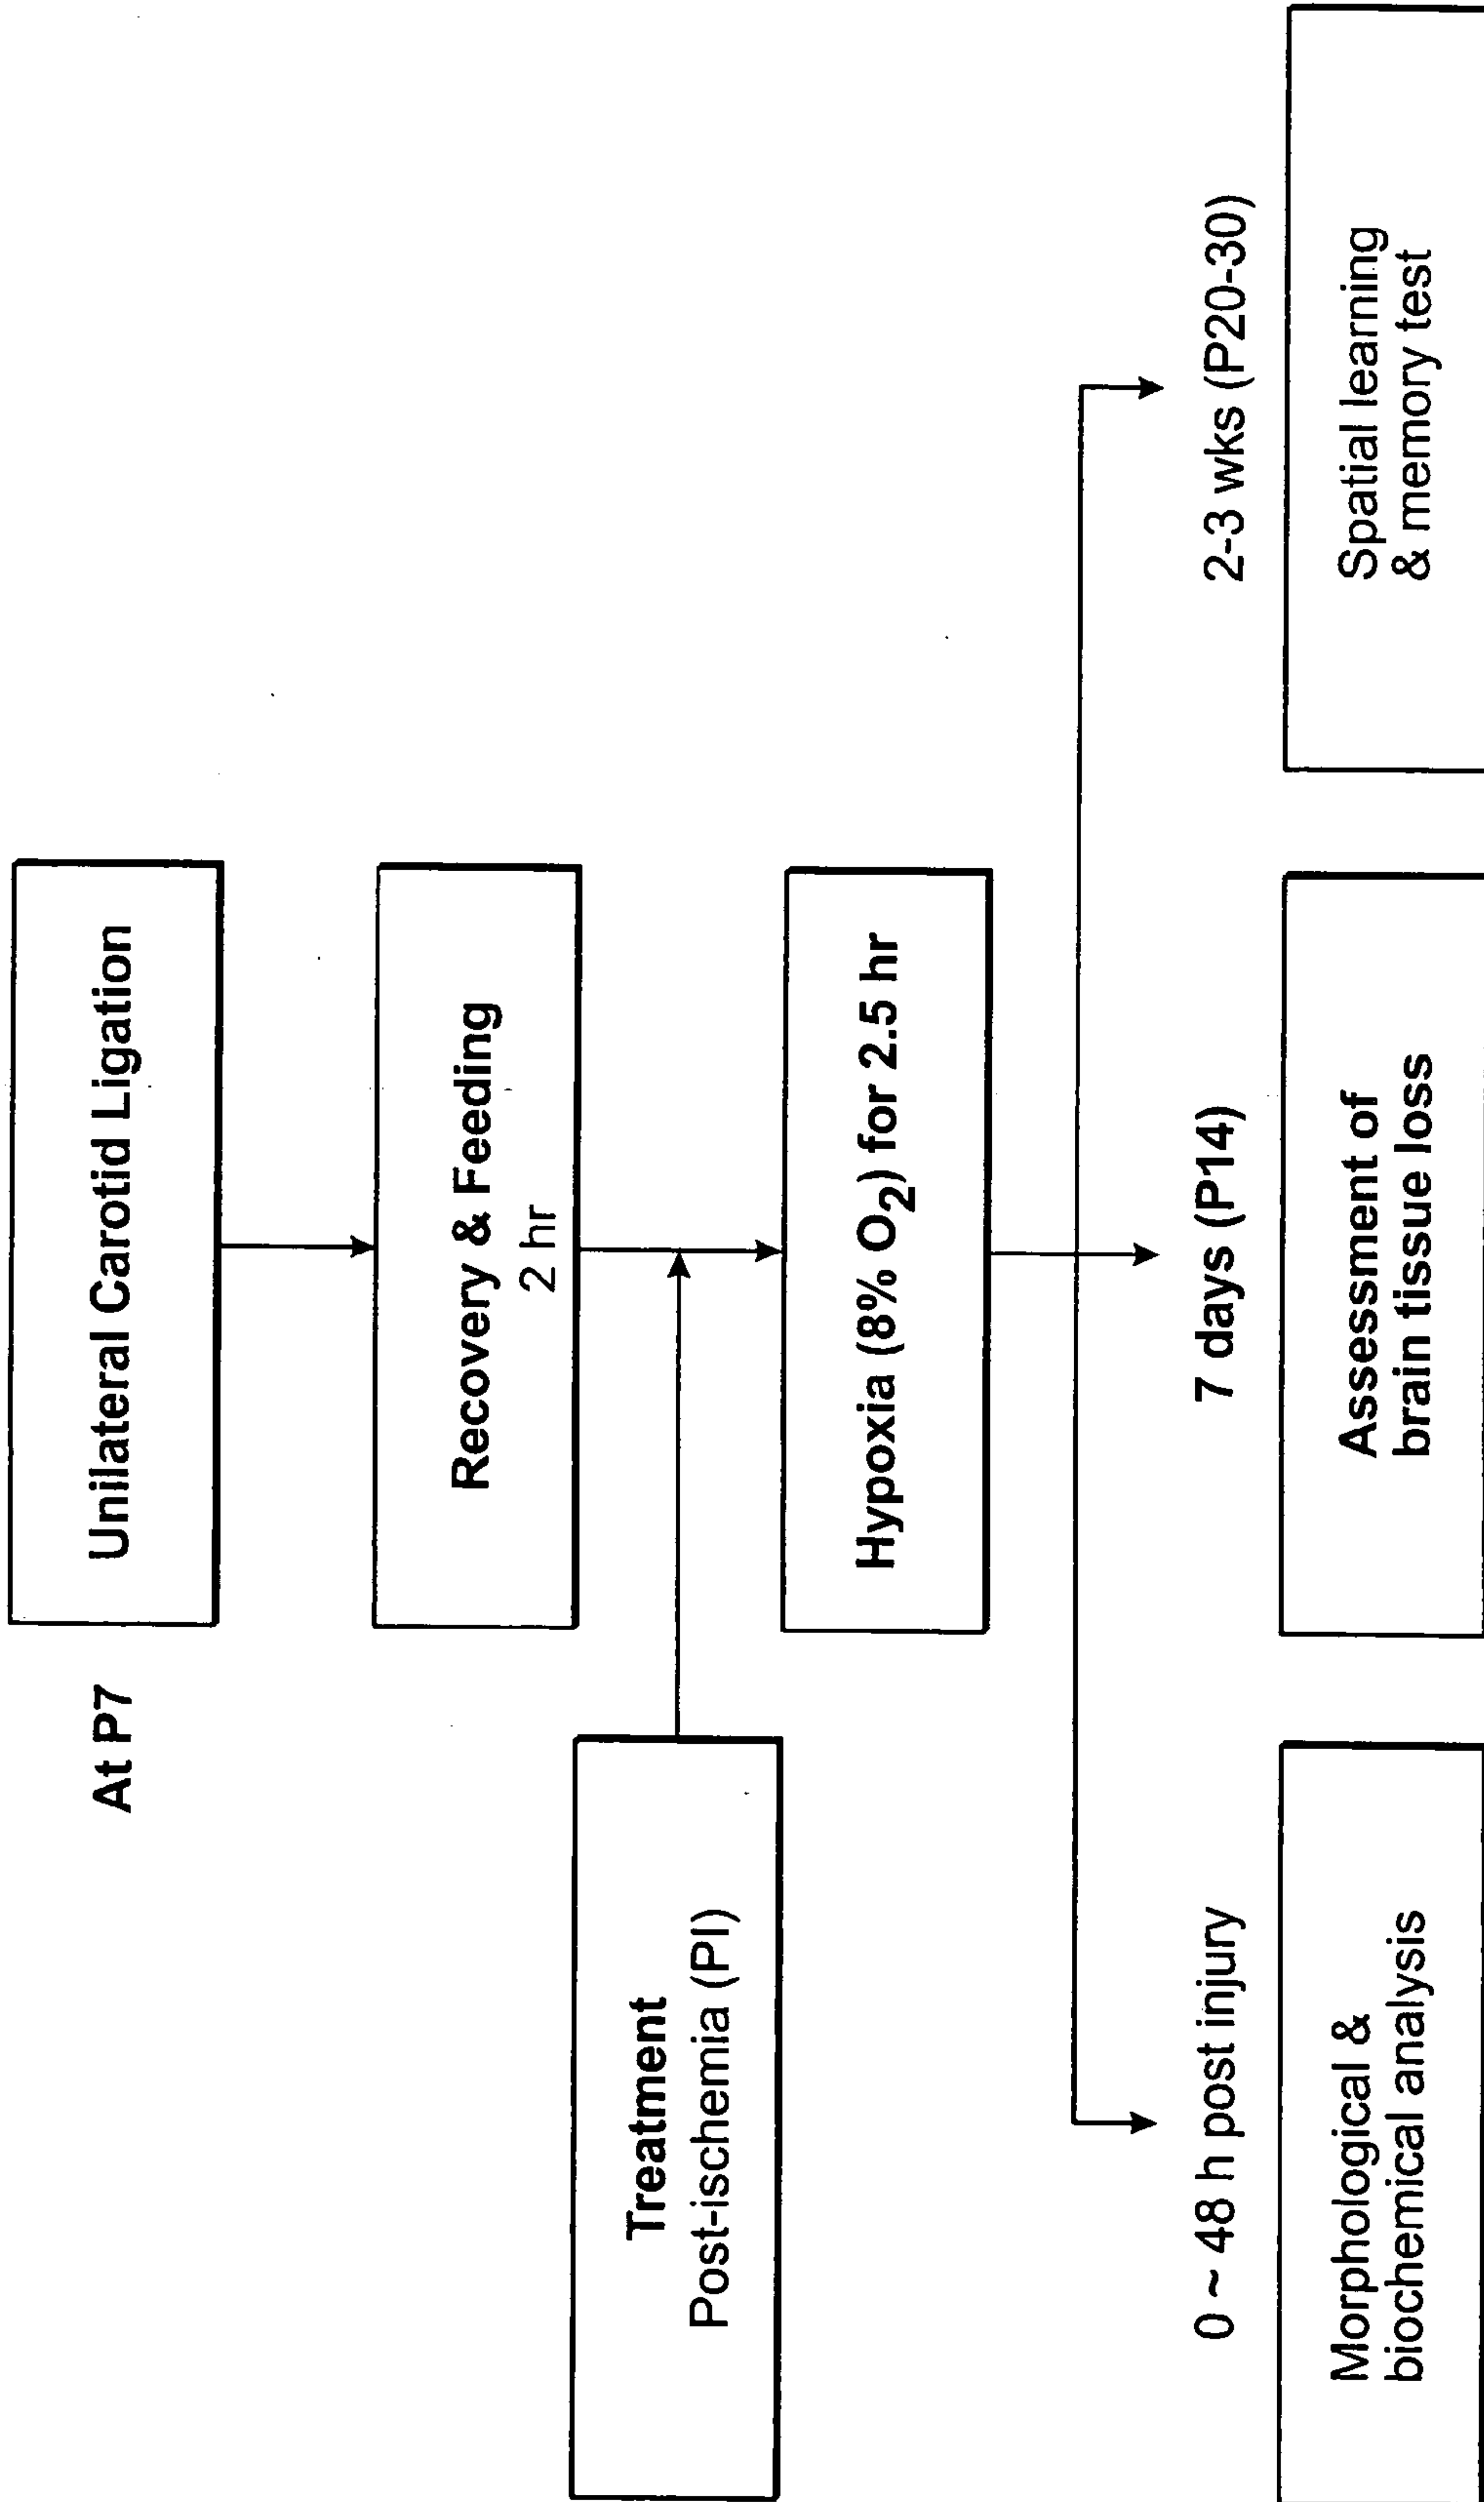 At P7
Unilateral Carotid Ligation
Recovery & Feeding
2 hr
Treatment
Post-ischemia (PI)
Hypoxia (8% O₂) for 2.5 hr
0 ~ 48 h post injury
7 days (P14)
2-3 wks (P20-30)
Morphological &
biochemical analysis
Assessment of
brain tissue loss
Spatial learning
& memory test